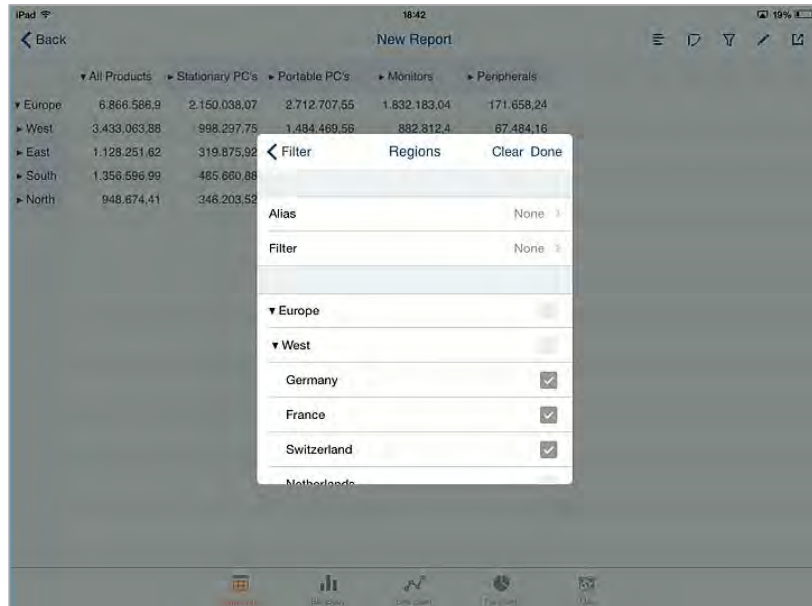 iPad 18:42 19%
Back New Report
▾ All Products ▸ Stationary PC's ▸ Portable PC's ▸ Monitors ▸ Peripherals
▾ Europe 6.866.586,9 2.150.038,07 2.712.707,55 1.832.183,04 171.658,24
▸ West 3.433.063,88 998.297,75 1.484.469,56 882.812,4 67.484,16
▸ East 1.128.251,62 319.875,92
▸ South 1.356.596,99 485.660,88
▸ North 948.674,41 346.203,52
Filter Regions Clear Done
Alias None
Filter None
▾ Europe
▾ West
Germany
France
Switzerland
Netherlands